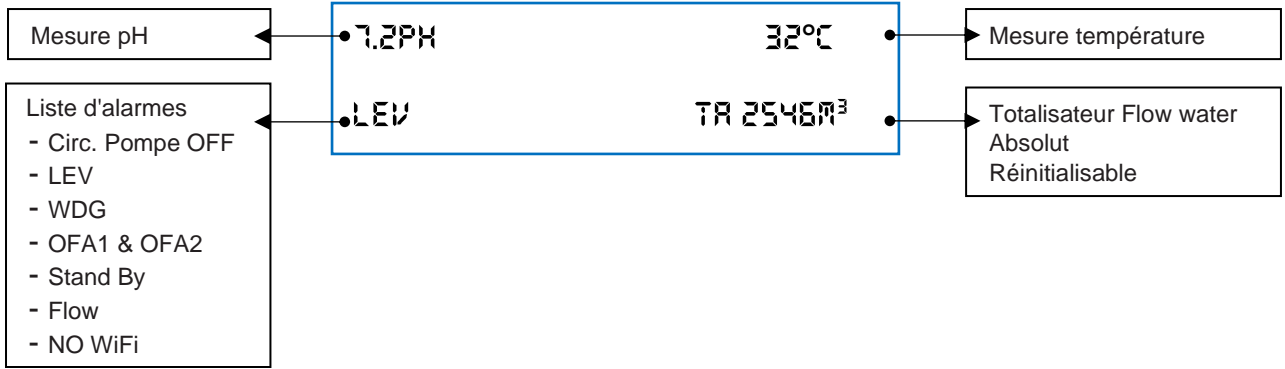 Mesure pH
7.2PH
32°C
Mesure température
Liste d'alarmes
- Circ. Pompe OFF
- LEV
- WDG
- OFA1 & OFA2
- Stand By
- Flow
- NO WiFi
LEV
TA 2546M³
Totalisateur Flow water
Absolut
Réinitialisable